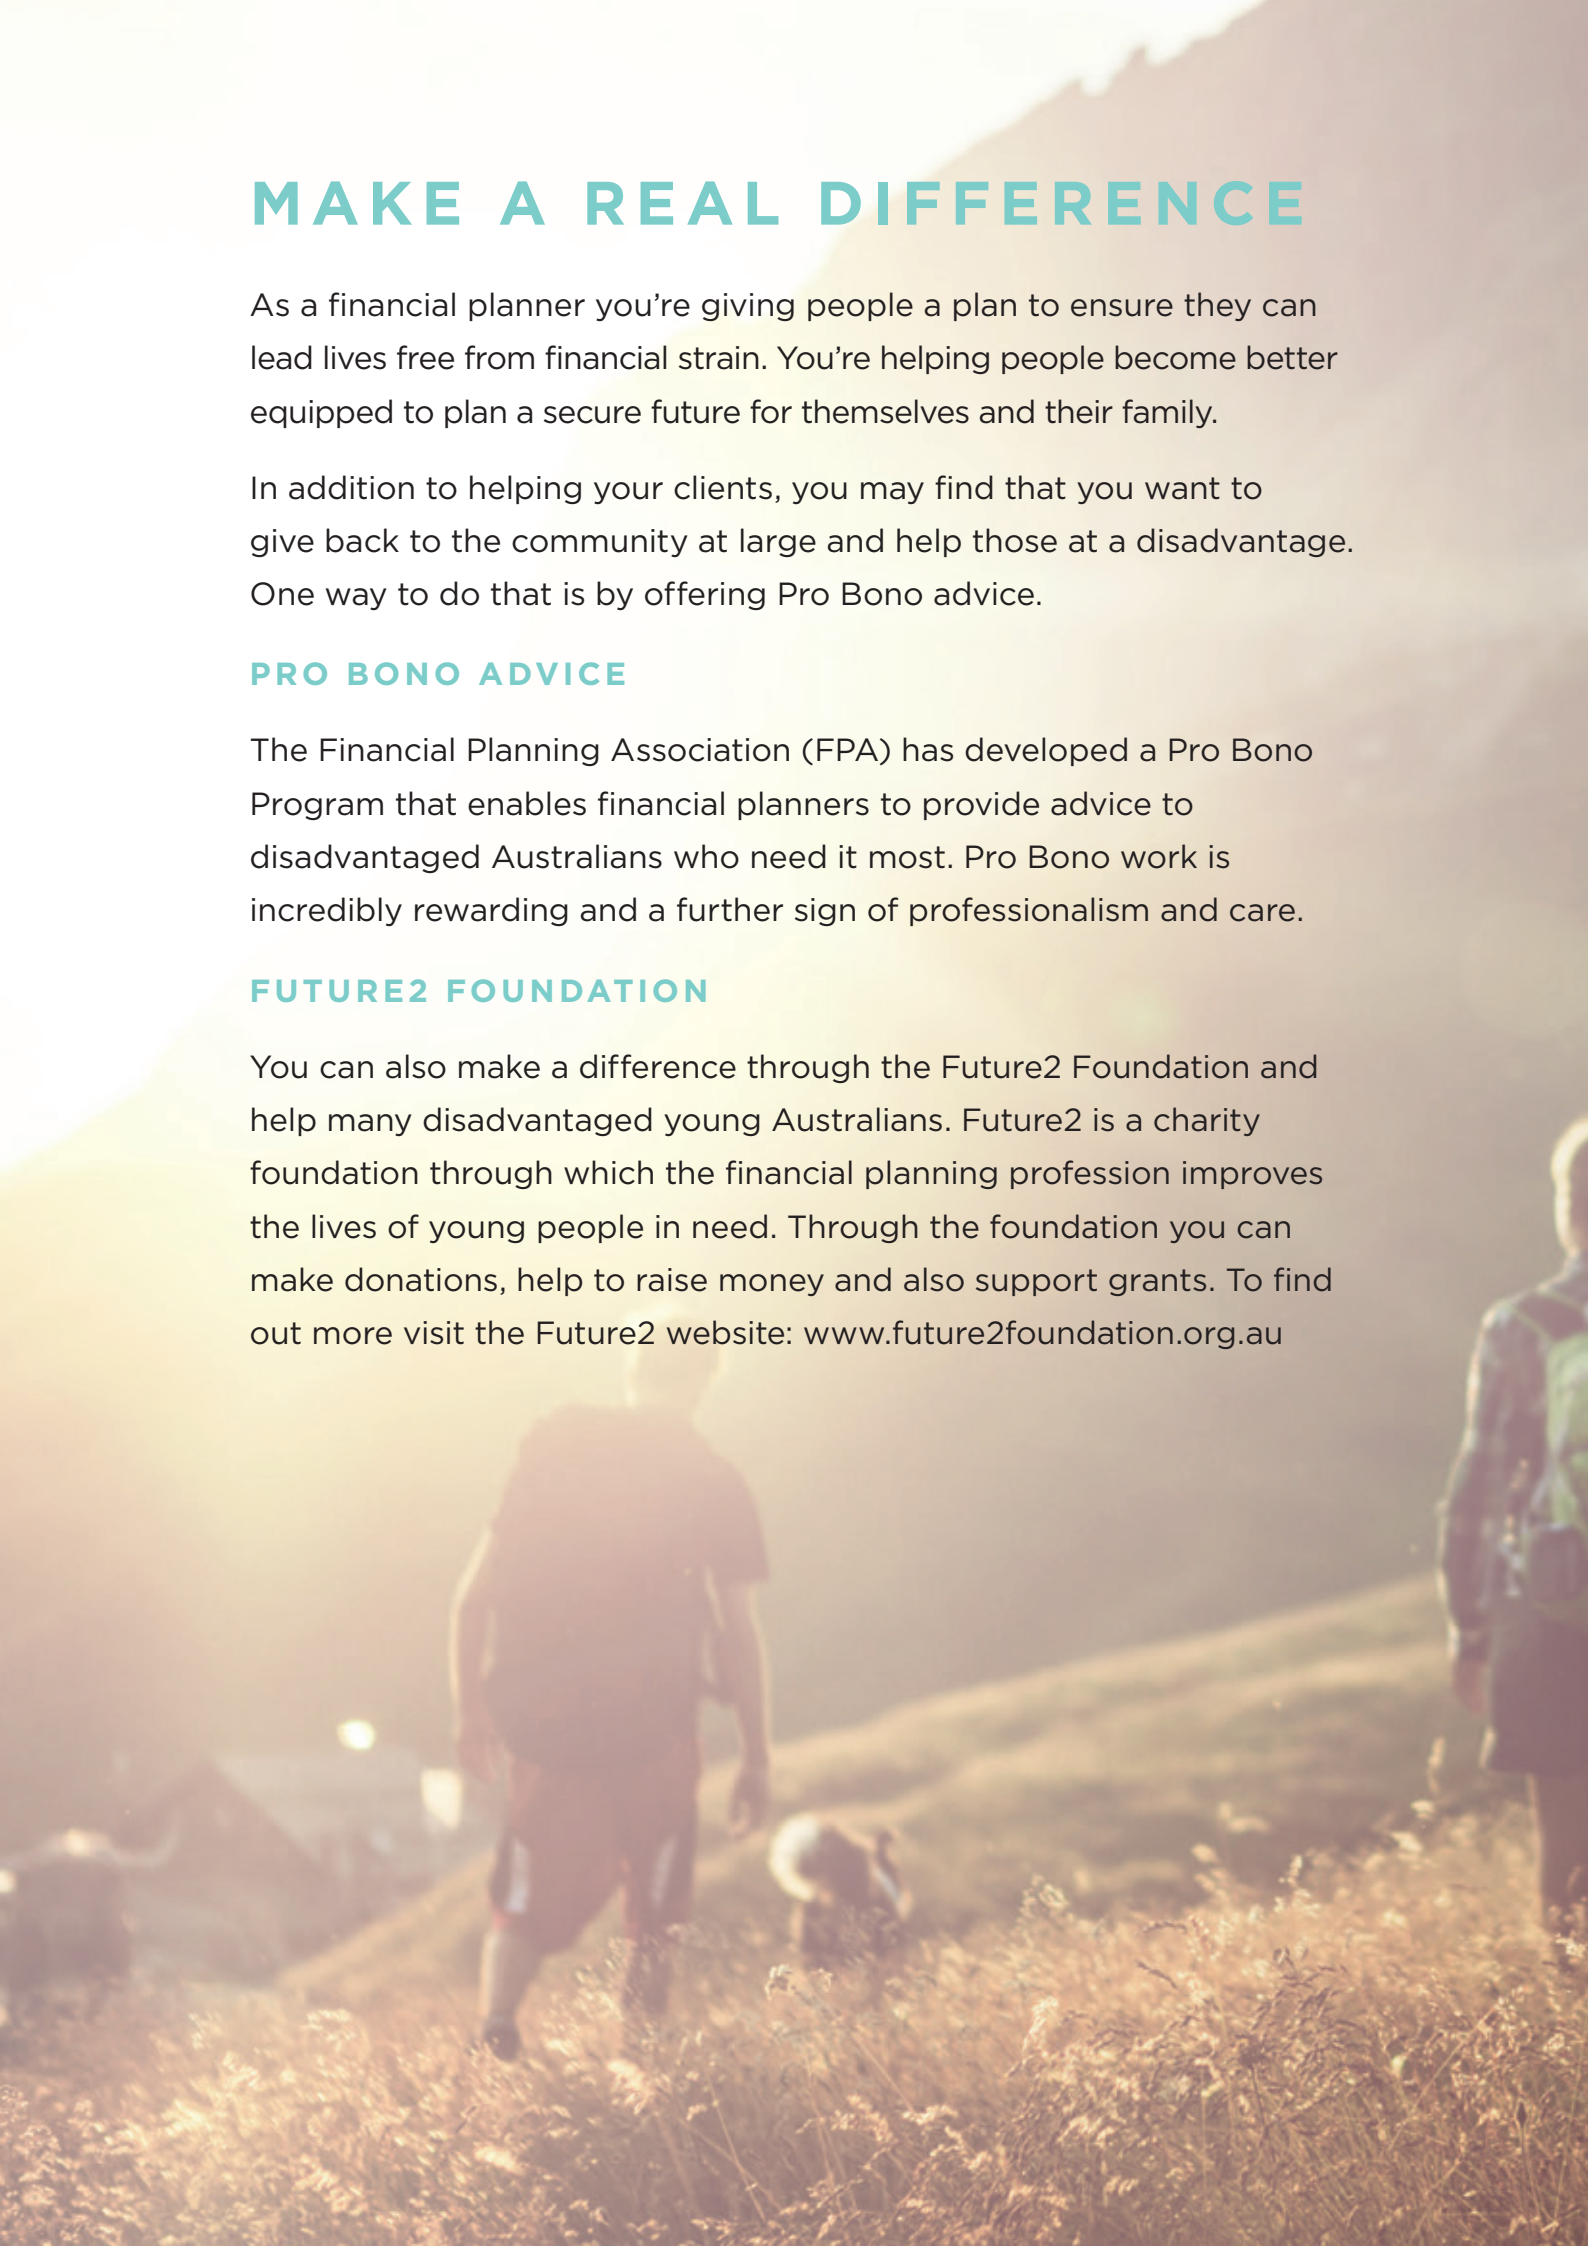 MAKE A REAL DIFFERENCE
As a financial planner you’re giving people a plan to ensure they can
lead lives free from financial strain. You’re helping people become better
equipped to plan a secure future for themselves and their family.
In addition to helping your clients, you may find that you want to
give back to the community at large and help those at a disadvantage.
One way to do that is by offering Pro Bono advice.
PRO BONO ADVICE
The Financial Planning Association (FPA) has developed a Pro Bono
Program that enables financial planners to provide advice to
disadvantaged Australians who need it most. Pro Bono work is
incredibly rewarding and a further sign of professionalism and care.
FUTURE2 FOUNDATION
You can also make a difference through the Future2 Foundation and
help many disadvantaged young Australians. Future2 is a charity
foundation through which the financial planning profession improves
the lives of young people in need. Through the foundation you can
make donations, help to raise money and also support grants. To find
out more visit the Future2 website: www.future2foundation.org.au